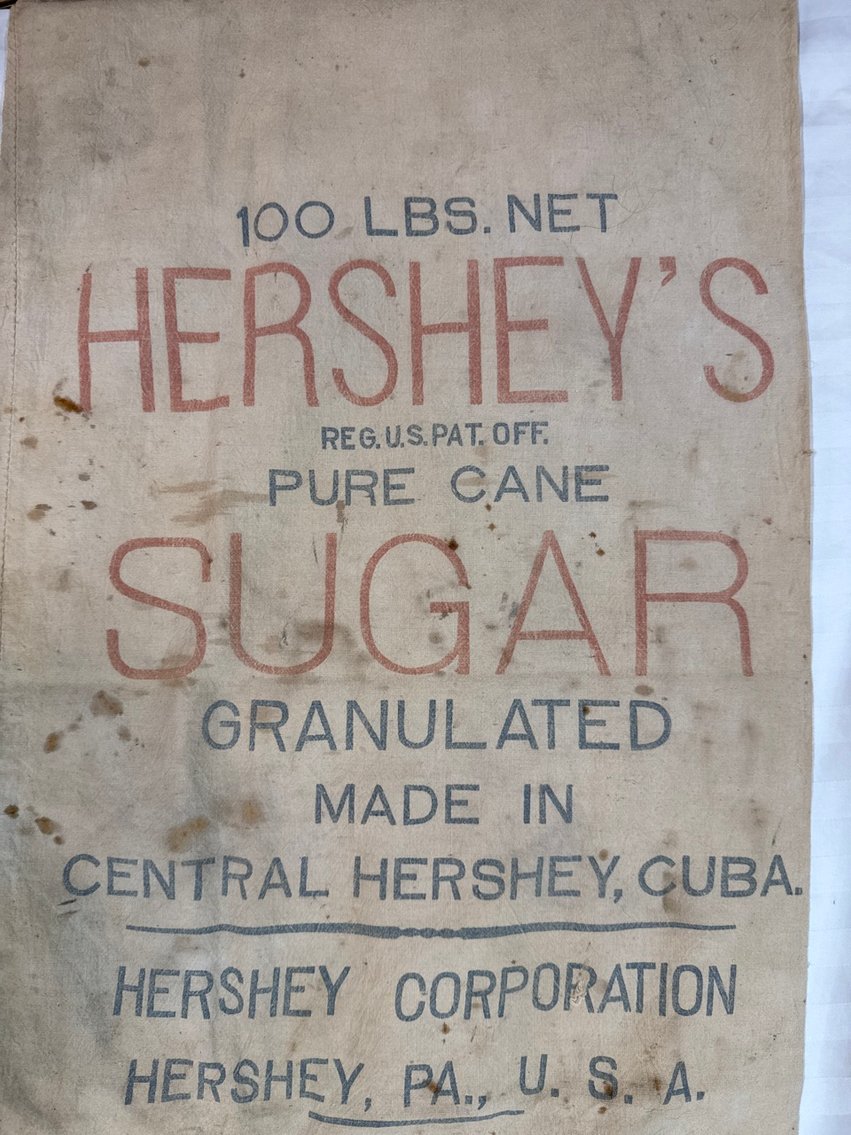 100 LBS. NET
HERSHEY'S
REG. U.S. PAT. OFF.
PURE CANE
SUGAR
GRANULATED
MADE IN
CENTRAL HERSHEY, CUBA.
HERSHEY CORPORATION
HERSHEY, PA., U. S. A.